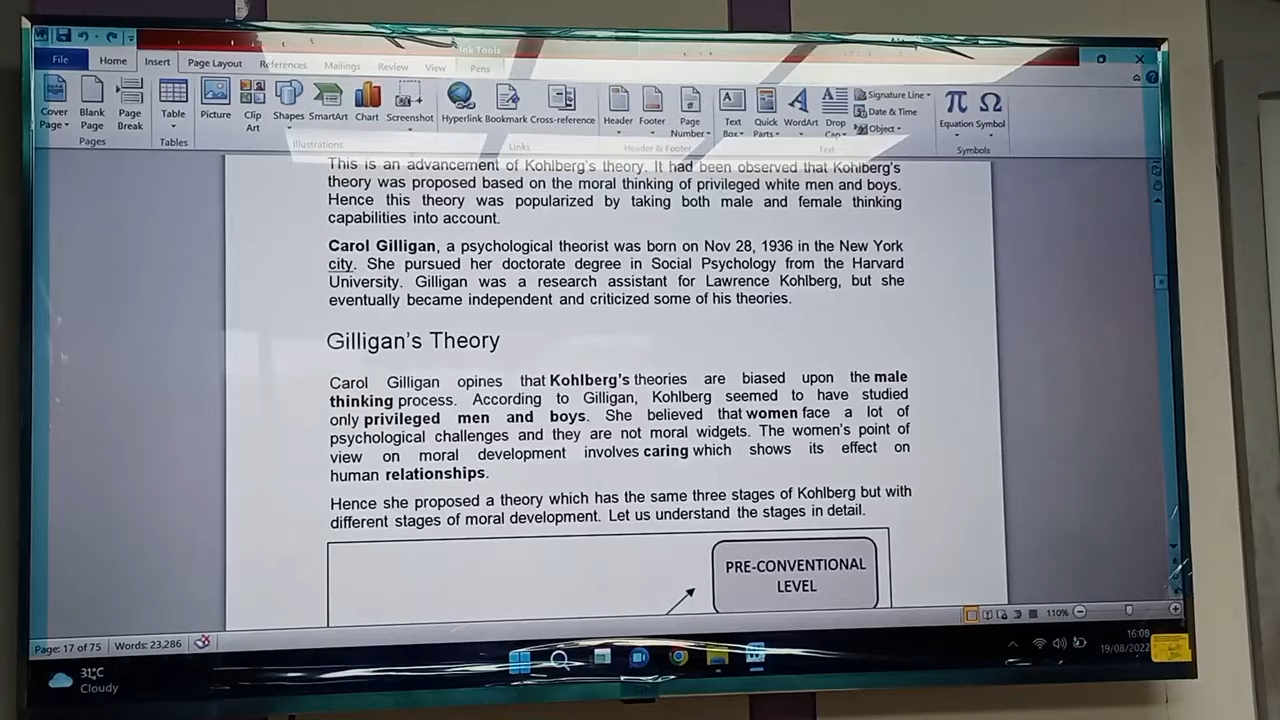 Ink Tools
File Home Insert Page Layout References Mailings Review View Pens
Cover Page Blank Page Page Break Table Picture Clip Art Shapes SmartArt Chart Screenshot Hyperlink Bookmark Cross-reference Header Footer Page Number Text Box Quick Parts WordArt Drop Cap Signature Line Date & Time Object Equation Symbol
Pages Tables Illustrations Links Header & Footer Text Symbols
This is an advancement of Kohlberg's theory. It had been observed that Kohlberg's
theory was proposed based on the moral thinking of privileged white men and boys.
Hence this theory was popularized by taking both male and female thinking
capabilities into account.
Carol Gilligan, a psychological theorist was born on Nov 28, 1936 in the New York
city. She pursued her doctorate degree in Social Psychology from the Harvard
University. Gilligan was a research assistant for Lawrence Kohlberg, but she
eventually became independent and criticized some of his theories.
Gilligan's Theory
Carol Gilligan opines that Kohlberg's theories are biased upon the male
thinking process. According to Gilligan, Kohlberg seemed to have studied
only privileged men and boys. She believed that women face a lot of
psychological challenges and they are not moral widgets. The women's point of
view on moral development involves caring which shows its effect on
human relationships.
Hence she proposed a theory which has the same three stages of Kohlberg but with
different stages of moral development. Let us understand the stages in detail.
PRE-CONVENTIONAL
LEVEL
110%
Page: 17 of 75 Words: 23,286
31°C
Cloudy
16:08
19/08/2022